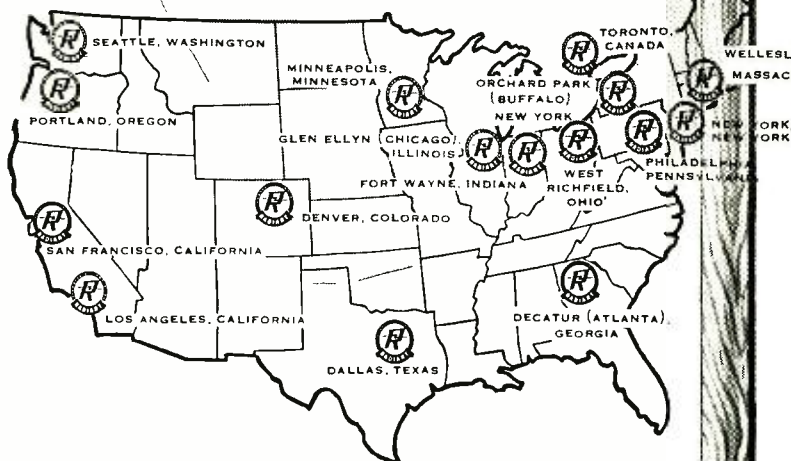 SEATTLE, WASHINGTON
PORTLAND, OREGON
MINNEAPOLIS,
MINNESOTA
TORONTO,
CANADA
WELLESL
MASSAC
ORCHARD PARK
(BUFFALO)
NEW YORK
NEW YORK
NEW YORK
GLEN ELLYN (CHICAGO),
ILLINOIS
PHILADELPHIA
PENNSYLVANIA
FORT WAYNE, INDIANA
WEST
RICHFIELD,
OHIO
DENVER, COLORADO
SAN FRANCISCO, CALIFORNIA
LOS ANGELES, CALIFORNIA
DECATUR (ATLANTA),
GEORGIA
DALLAS, TEXAS